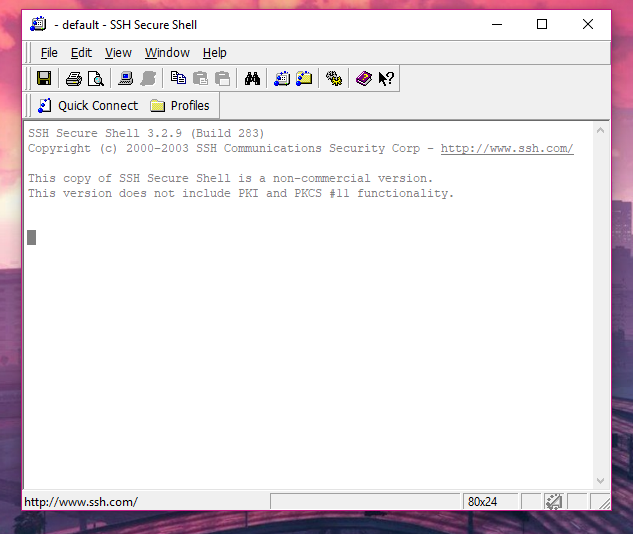 - default - SSH Secure Shell
File Edit View Window Help
Quick Connect Profiles
SSH Secure Shell 3.2.9 (Build 283)
Copyright (c) 2000-2003 SSH Communications Security Corp - http://www.ssh.com/
This copy of SSH Secure Shell is a non-commercial version.
This version does not include PKI and PKCS #11 functionality.
http://www.ssh.com/ 80x24